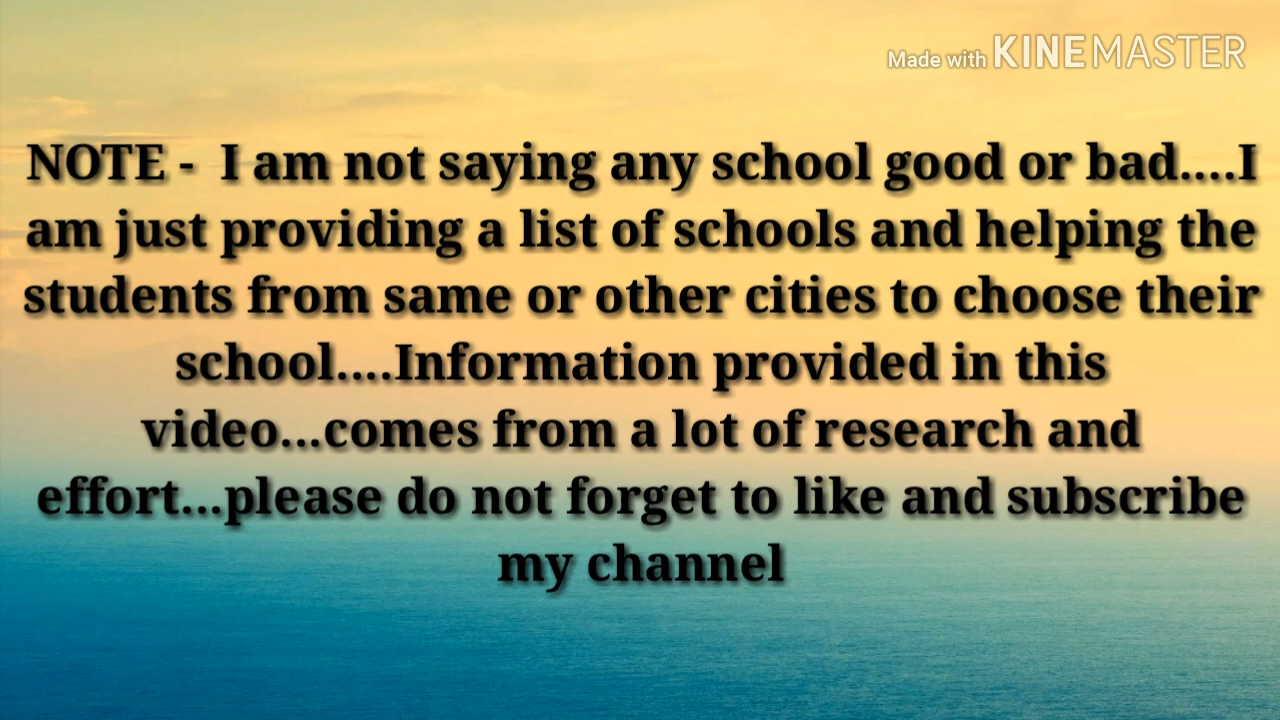 Made with KINEMASTER
NOTE -  I am not saying any school good or bad....I
am just providing a list of schools and helping the
students from same or other cities to choose their
school....Information provided in this
video...comes from a lot of research and
effort...please do not forget to like and subscribe
my channel